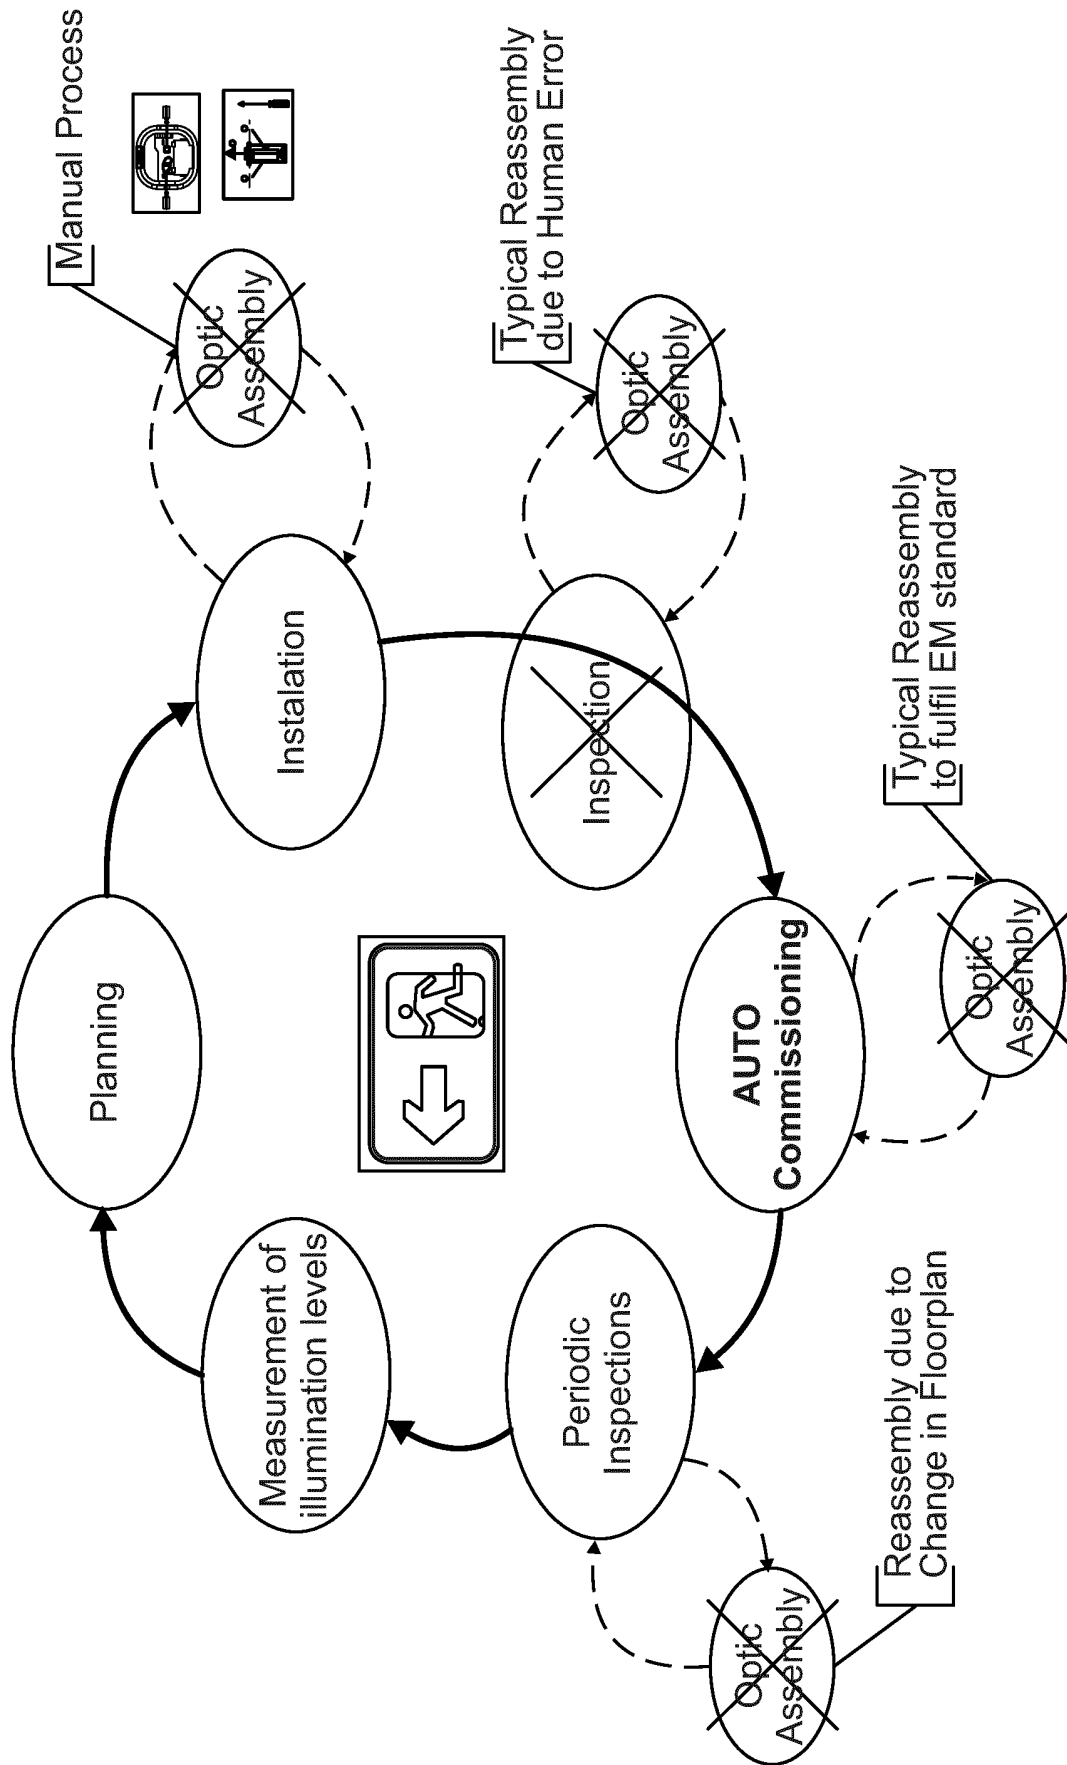 Manual Process
Optic
Assembly
Typical Reassembly
due to Human Error
Optic
Assembly
Instalation
Inspection
Typical Reassembly
to fulfil EM standard
Optic
Assembly
Planning
AUTO
Commissioning
Measurement of
illumination levels
Periodic
Inspections
Reassembly due to
Change in Floorplan
Optic
Assembly